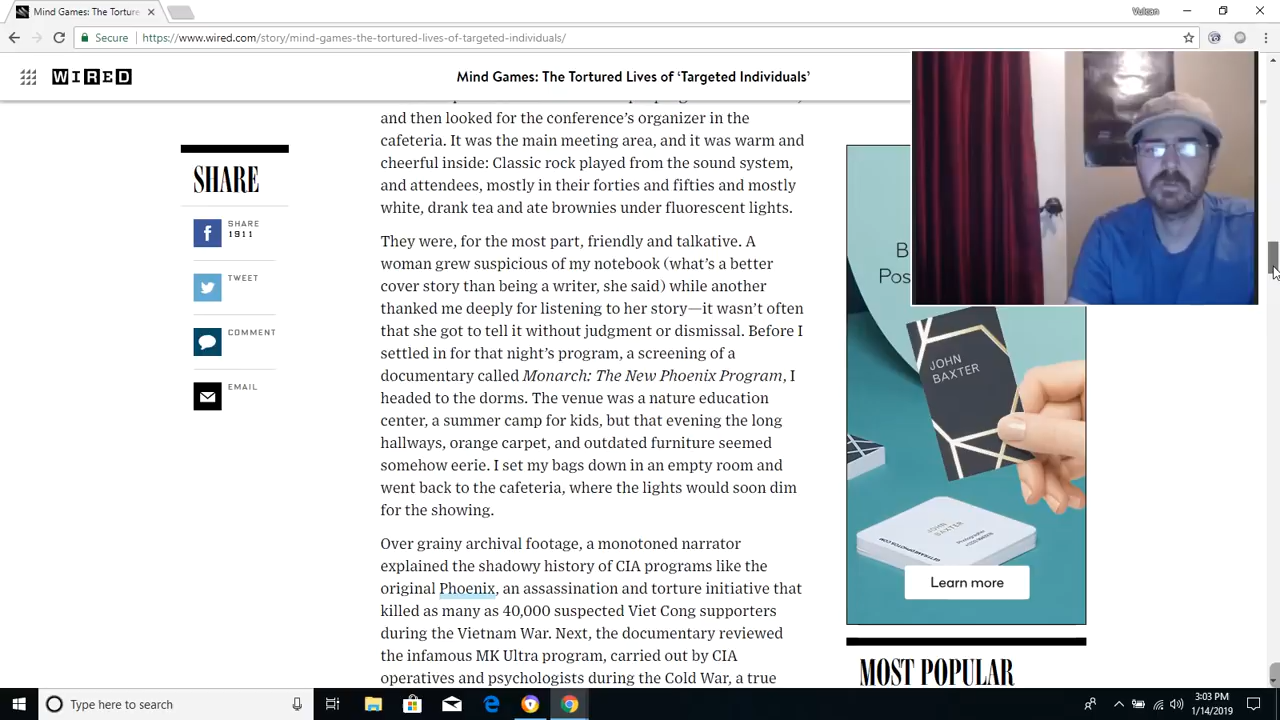 Mind Games: The Torture
Vulcan
Secure
https://www.wired.com/story/mind-games-the-tortured-lives-of-targeted-individuals/
WIRED
Mind Games: The Tortured Lives of ‘Targeted Individuals’
and then looked for the conference’s organizer in the
cafeteria. It was the main meeting area, and it was warm and
cheerful inside: Classic rock played from the sound system,
and attendees, mostly in their forties and fifties and mostly
white, drank tea and ate brownies under fluorescent lights.
They were, for the most part, friendly and talkative. A
woman grew suspicious of my notebook (what’s a better
cover story than being a writer, she said) while another
thanked me deeply for listening to her story—it wasn’t often
that she got to tell it without judgment or dismissal. Before I
settled in for that night’s program, a screening of a
documentary called Monarch: The New Phoenix Program, I
headed to the dorms. The venue was a nature education
center, a summer camp for kids, but that evening the long
hallways, orange carpet, and outdated furniture seemed
somehow eerie. I set my bags down in an empty room and
went back to the cafeteria, where the lights would soon dim
for the showing.
Over grainy archival footage, a monotoned narrator
explained the shadowy history of CIA programs like the
original Phoenix, an assassination and torture initiative that
killed as many as 40,000 suspected Viet Cong supporters
during the Vietnam War. Next, the documentary reviewed
the infamous MK Ultra program, carried out by CIA
operatives and psychologists during the Cold War, a true
SHARE
SHARE
1911
TWEET
COMMENT
EMAIL
B
Pos
JOHN
BAXTER
JOHN
BAXTER
Learn more
MOST POPULAR
Type here to search
3:03 PM
1/14/2019